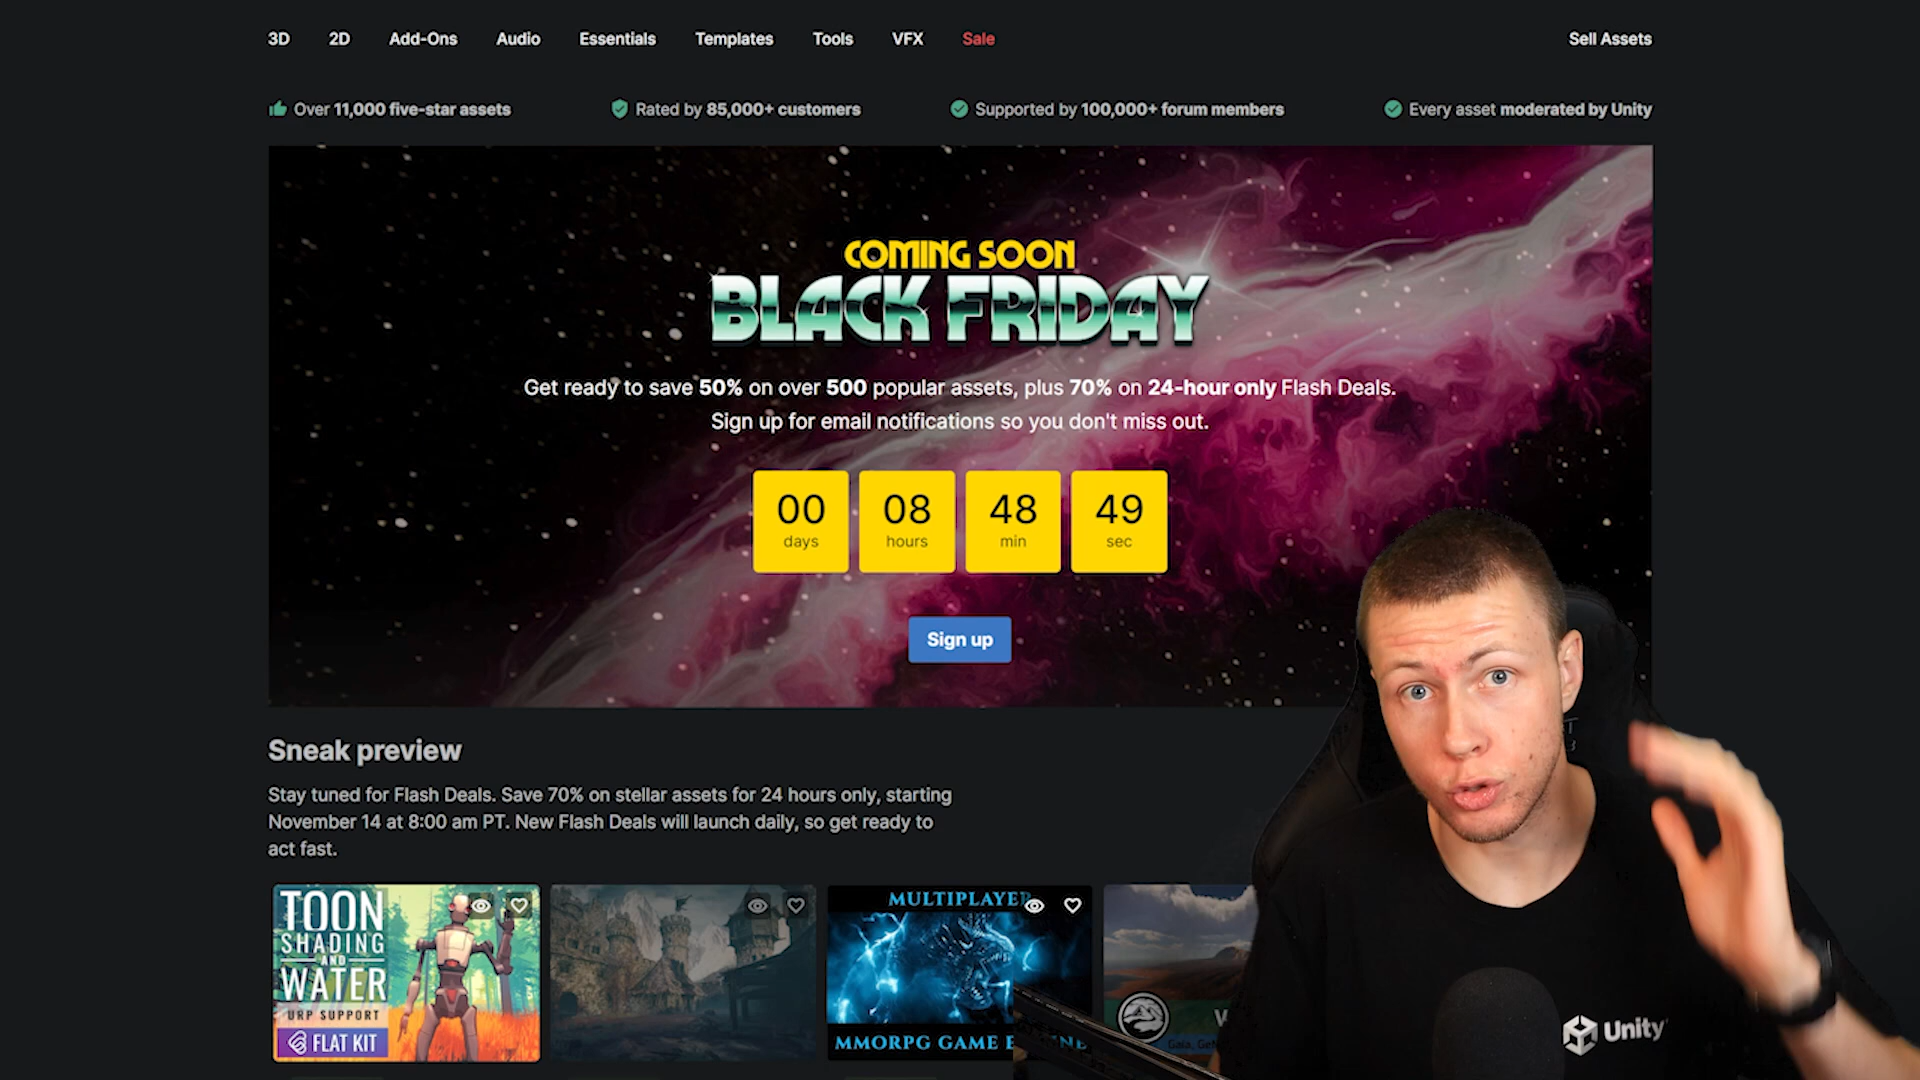 3D 2D Add-Ons Audio Essentials Templates Tools VFX Sale Sell Assets
Over 11,000 five-star assets Rated by 85,000+ customers Supported by 100,000+ forum members Every asset moderated by Unity
COMING SOON
BLACK FRIDAY
Get ready to save 50% on over 500 popular assets, plus 70% on 24-hour only Flash Deals.
Sign up for email notifications so you don't miss out.
00 08 48 49
days hours min sec
Sign up
Sneak preview
Stay tuned for Flash Deals. Save 70% on stellar assets for 24 hours only, starting
November 14 at 8:00 am PT. New Flash Deals will launch daily, so get ready to
act fast.
TOON
SHADING
AND
WATER
URP SUPPORT
FLAT KIT
MULTIPLAYER
MMORPG GAME
Gaia,
Unity